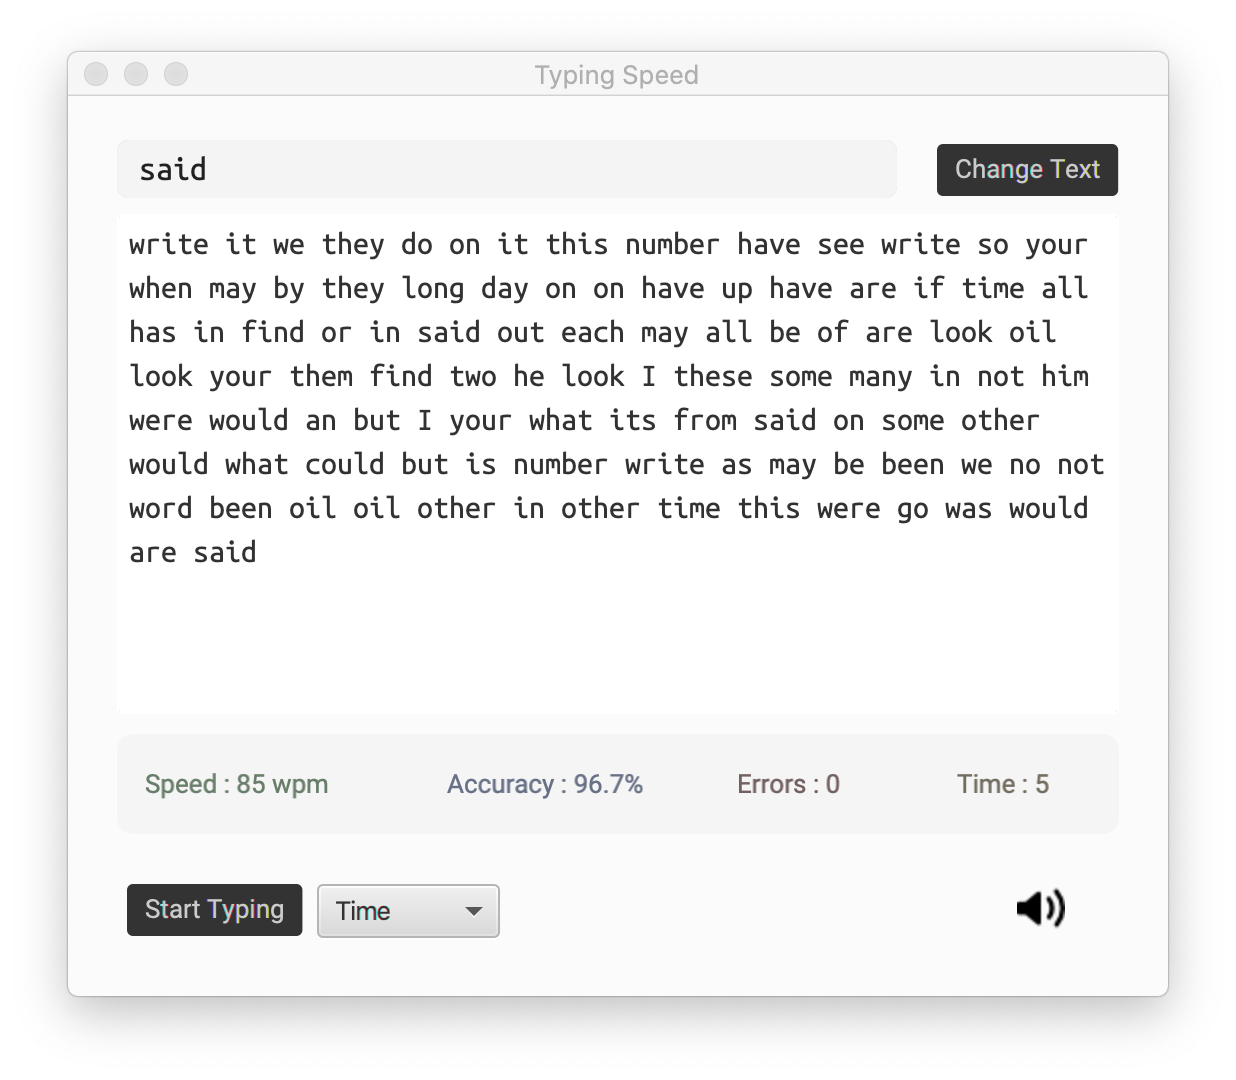 Typing Speed
said
Change Text
write it we they do on it this number have see write so your
when may by they long day on on have up have are if time all
has in find or in said out each may all be of are look oil
look your them find two he look I these some many in not him
were would an but I your what its from said on some other
would what could but is number write as may be been we no not
word been oil oil other in other time this were go was would
are said
Speed : 85 wpm
Accuracy : 96.7%
Errors : 0
Time : 5
Start Typing
Time